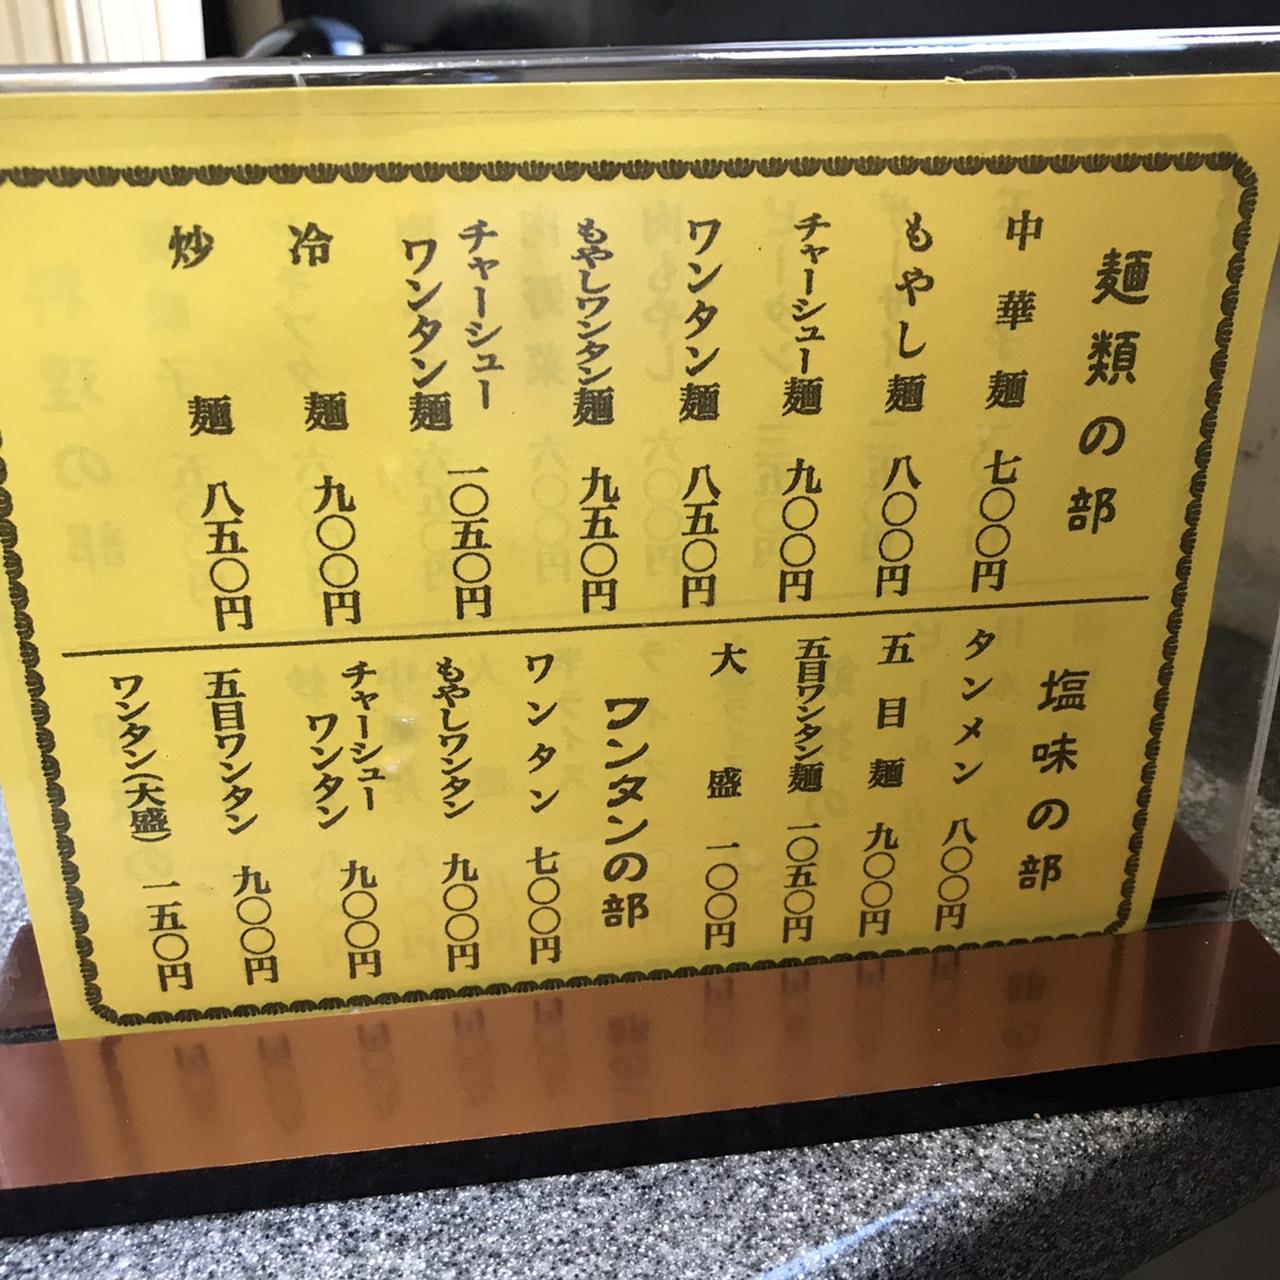 麺類の部
中華麺 七〇〇円
もやし麺 八〇〇円
チャーシュー麺 九〇〇円
ワンタン麺 八五〇円
もやしワンタン麺 九五〇円
チャーシュー
ワンタン麺 一〇五〇円
冷麺 九〇〇円
炒麺 八五〇円
塩味の部
タンメン 八〇〇円
五目麺 九〇〇円
五目ワンタン麺 一〇五〇円
大盛 一〇〇円
ワンタンの部
ワンタン 七〇〇円
もやしワンタン 九〇〇円
チャーシュー
ワンタン 九〇〇円
五目ワンタン 九〇〇円
ワンタン(大盛) 一五〇円